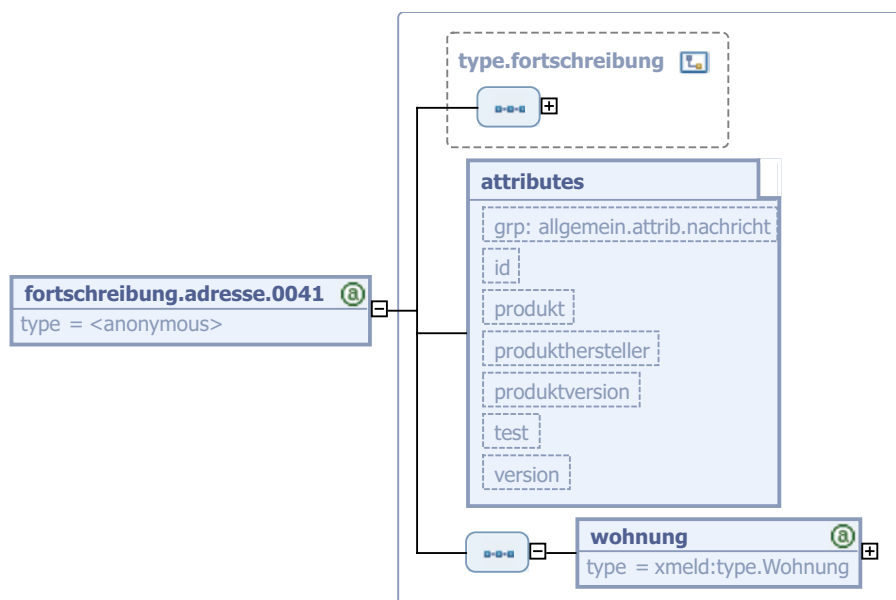 type.fortschreibung
attributes
grp: allgemein.attrib.nachricht
id
produkt
produkthersteller
produktversion
test
version
fortschreibung.adresse.0041 @
type = <anonymous>
wohnung @
type = xmeld:type.Wohnung